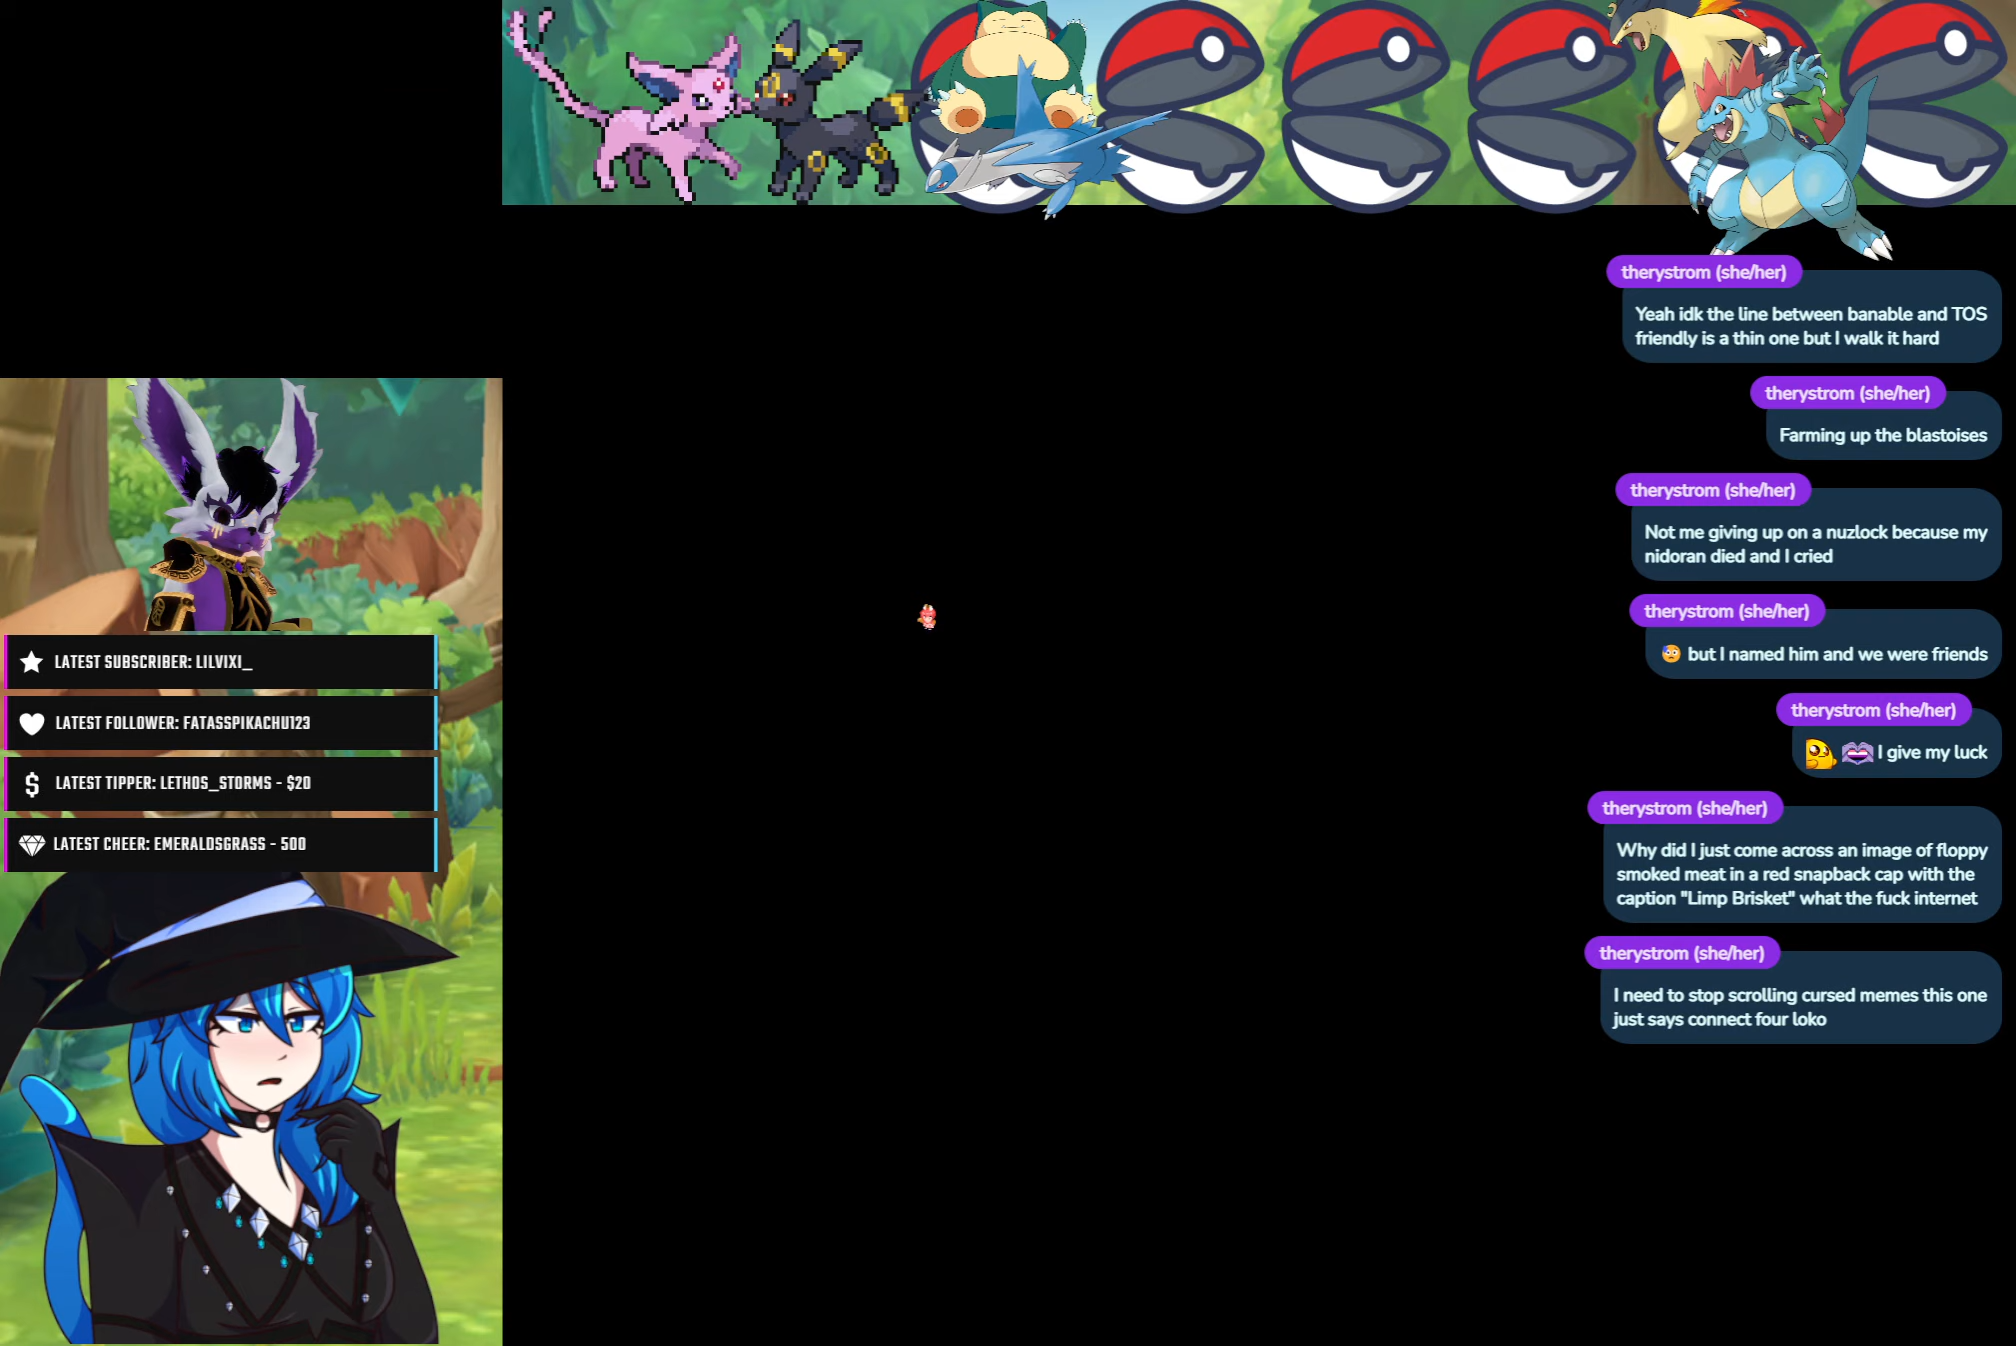 therystrom (she/her)
Yeah idk the line between banable and TOS
friendly is a thin one but I walk it hard
therystrom (she/her)
Farming up the blastoises
therystrom (she/her)
Not me giving up on a nuzlock because my
nidoran died and I cried
therystrom (she/her)
but I named him and we were friends
therystrom (she/her)
I give my luck
therystrom (she/her)
Why did I just come across an image of floppy
smoked meat in a red snapback cap with the
caption "Limp Brisket" what the fuck internet
therystrom (she/her)
I need to stop scrolling cursed memes this one
just says connect four loko
LATEST SUBSCRIBER: LILVIXI_
LATEST FOLLOWER: FATASSPIKACHU123
LATEST TIPPER: LETHOS_STORMS - $20
LATEST CHEER: EMERALDSGRASS - 500